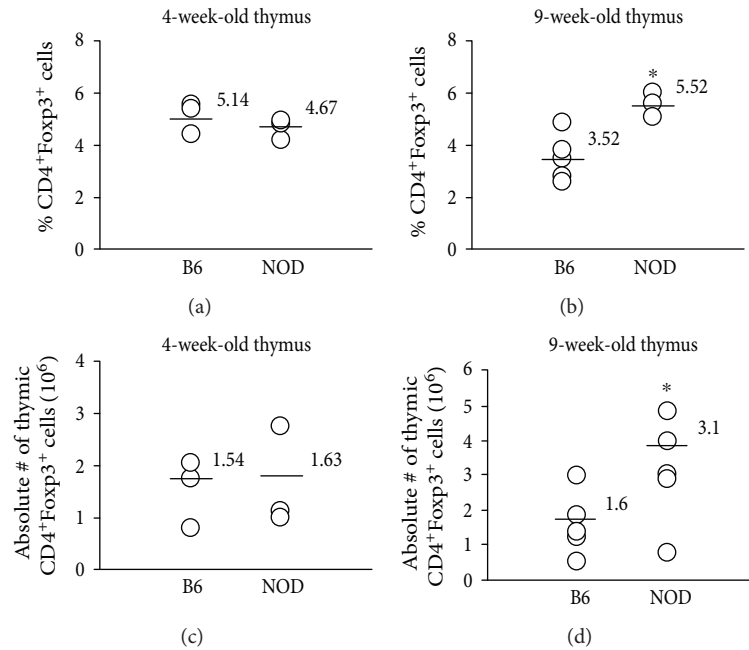 4-week-old thymus
% CD4⁺Foxp3⁺ cells
8
6
4
2
0
5.14
4.67
B6
NOD
(a)
9-week-old thymus
% CD4⁺Foxp3⁺ cells
8
6
4
2
0
*
3.52
5.52
B6
NOD
(b)
4-week-old thymus
Absolute # of thymic
CD4⁺Foxp3⁺ cells (10⁶)
4
3
2
1
0
1.54
1.63
B6
NOD
(c)
9-week-old thymus
Absolute # of thymic
CD4⁺Foxp3⁺ cells (10⁶)
6
5
4
3
2
1
0
*
1.6
3.1
B6
NOD
(d)